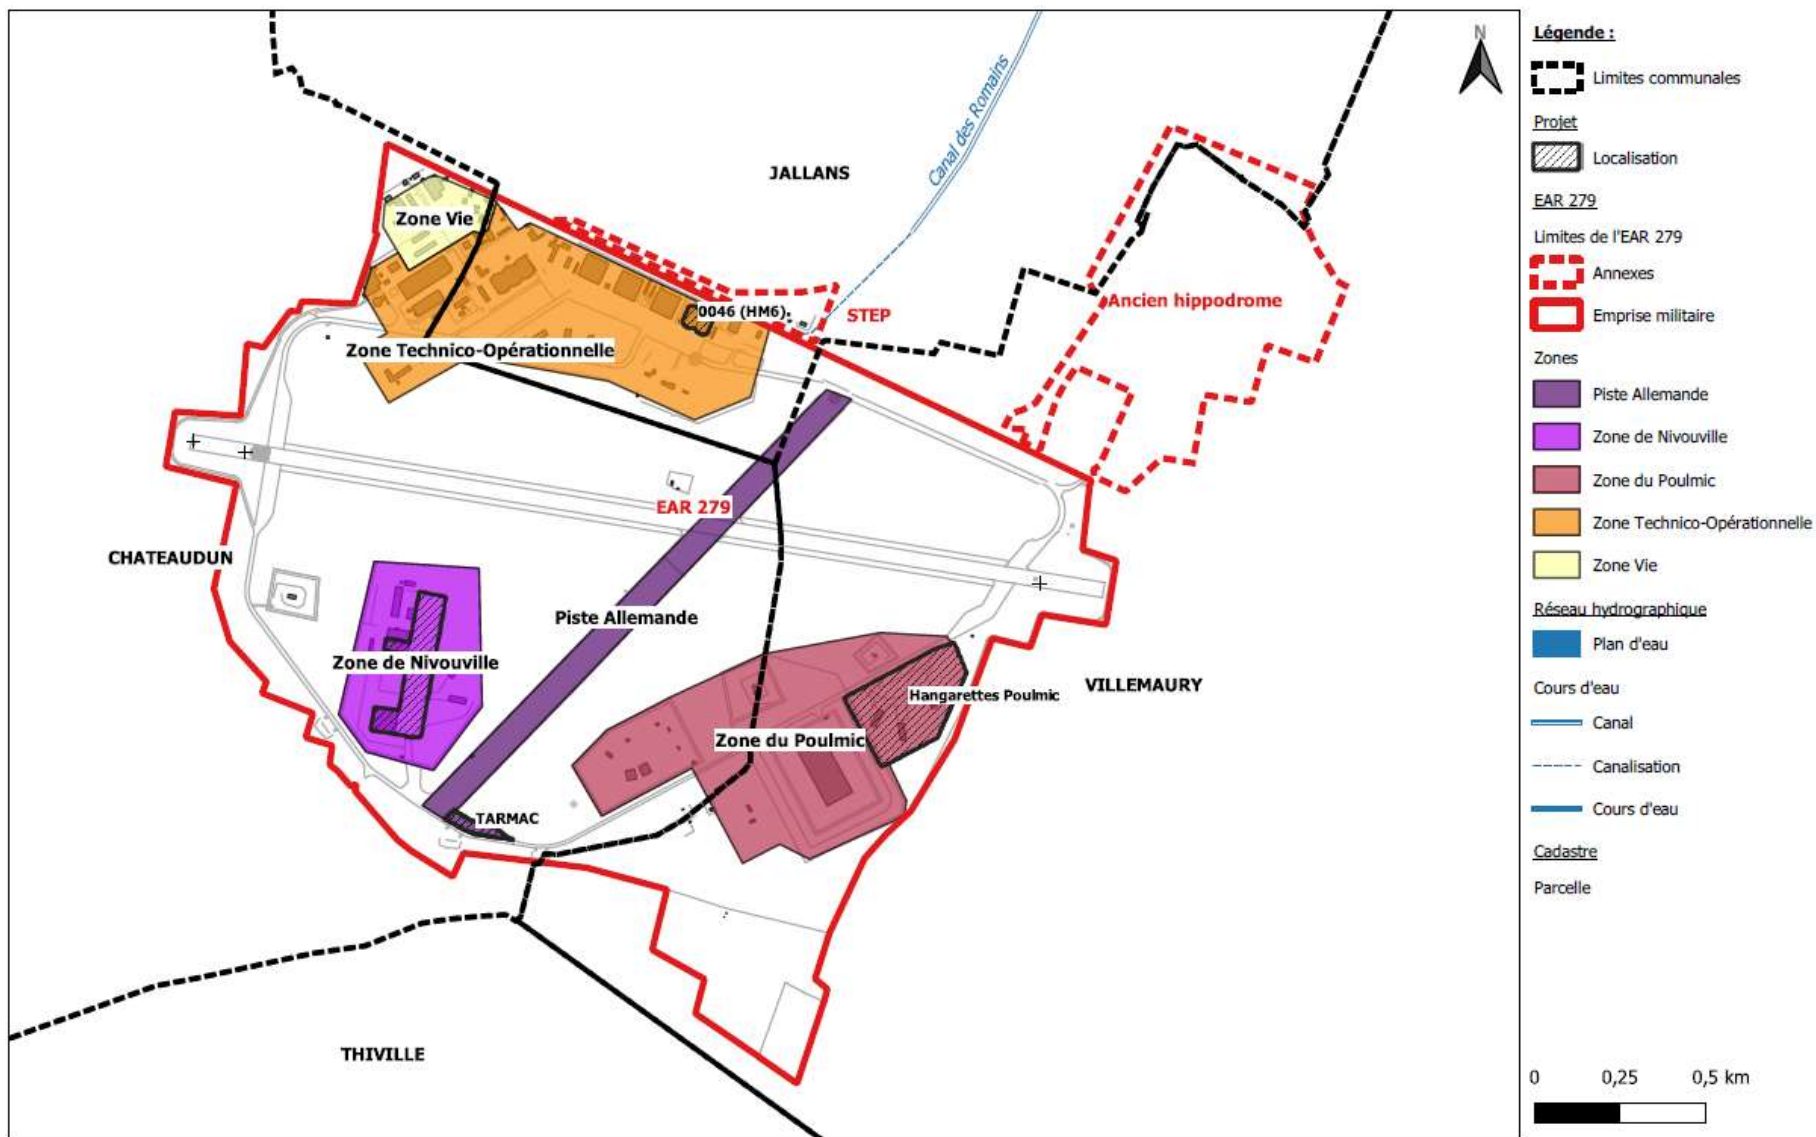 N
JALLANS
Canal des Romains
Zone Vie
0046 (HM6)
STEP
Ancien hippodrome
Zone Technico-Opérationnelle
EAR 279
CHATEAUDUN
Piste Allemande
Zone de Nivouville
Hangarettes Poulmic
VILLEMAURY
Zone du Poulmic
TARMAC
THIVILLE
Légende :
Limites communales
Projet
Localisation
EAR 279
Limites de l'EAR 279
Annexes
Emprise militaire
Zones
Piste Allemande
Zone de Nivouville
Zone du Poulmic
Zone Technico-Opérationnelle
Zone Vie
Réseau hydrographique
Plan d'eau
Cours d'eau
Canal
Canalisation
Cours d'eau
Cadastre
Parcelle
0 0,25 0,5 km